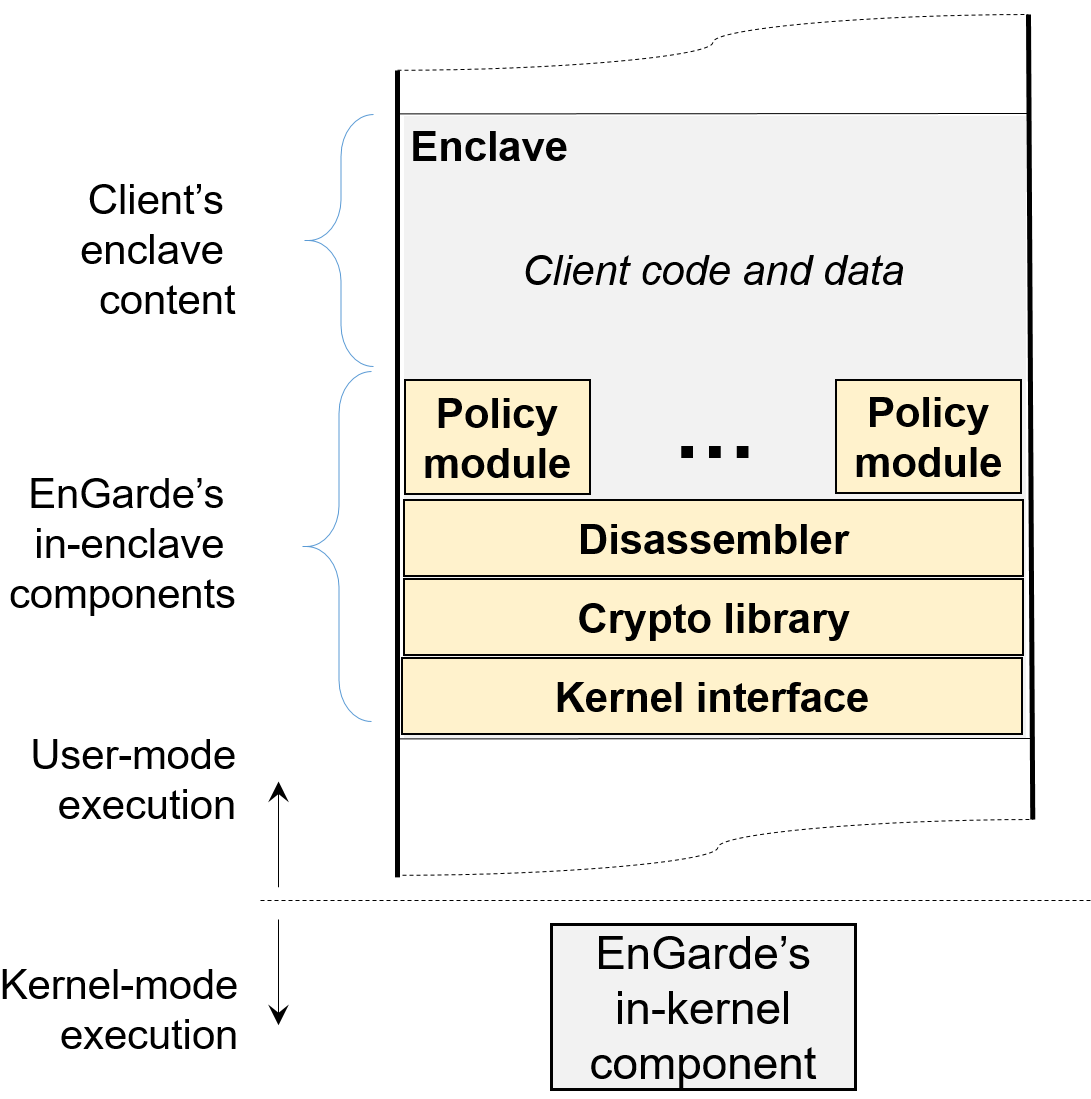 Enclave
Client’s
enclave
content
Client code and data
Policy
module
...
Policy
module
EnGarde’s
in-enclave
components
Disassembler
Crypto library
Kernel interface
User-mode
execution
Kernel-mode
execution
EnGarde’s
in-kernel
component